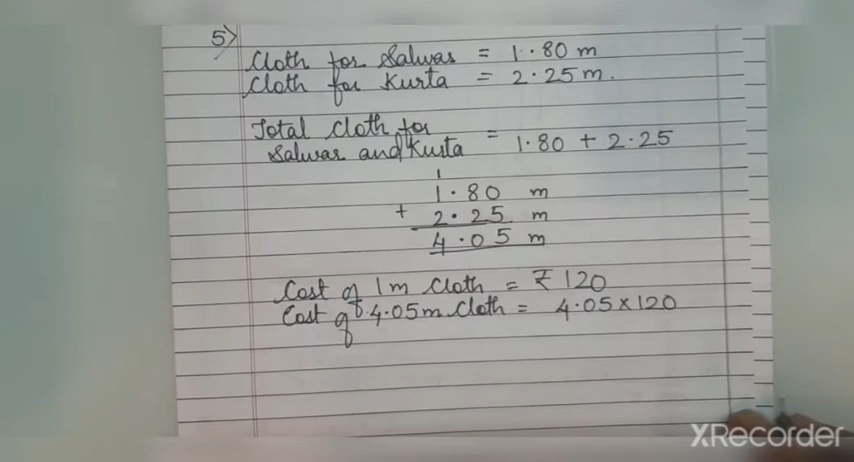 5>
Cloth for Salwar = 1.80 m
Cloth for Kurta = 2.25 m.
Total Cloth for
Salwar and Kurta = 1.80 + 2.25
1
1.80 m
+ 2.25 m
4.05 m
Cost of 1m Cloth = ₹ 120
Cost of 4.05m Cloth = 4.05 × 120
XRecorder